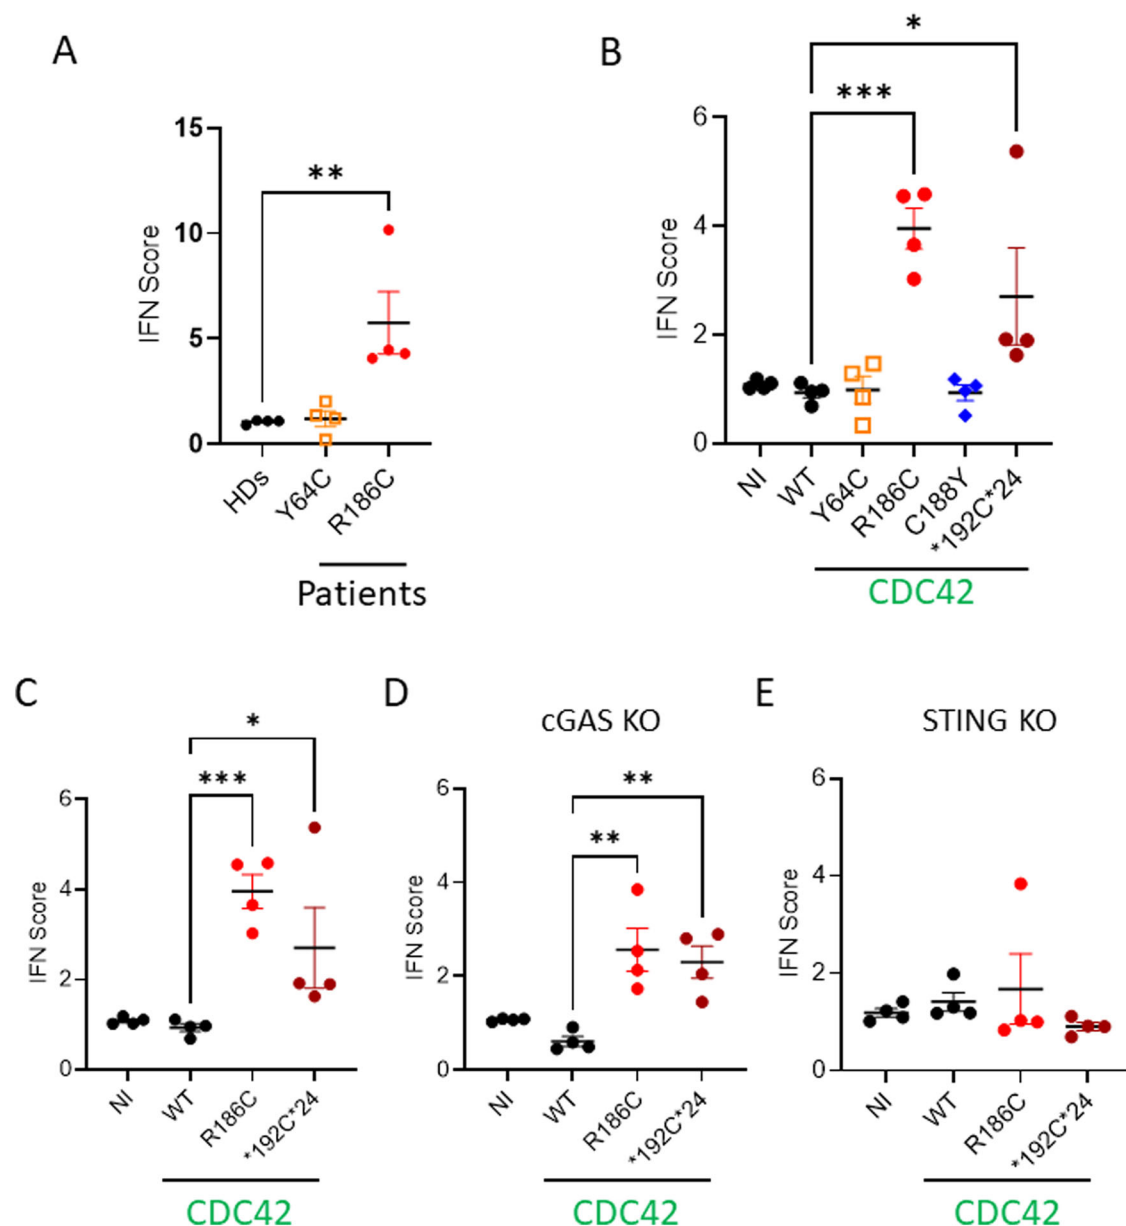 A
15
10
5
0
IFN Score
**
HDs
Y64C
R186C
Patients
B
6
4
2
0
IFN Score
*
***
NI
WT
Y64C
R186C
C188Y
*192C*24
CDC42
C
6
4
2
0
IFN Score
*
***
NI
WT
R186C
*192C*24
CDC42
D
cGAS KO
6
4
2
0
IFN Score
**
**
NI
WT
R186C
*192C*24
CDC42
E
STING KO
6
4
2
0
IFN Score
NI
WT
R186C
*192C*24
CDC42